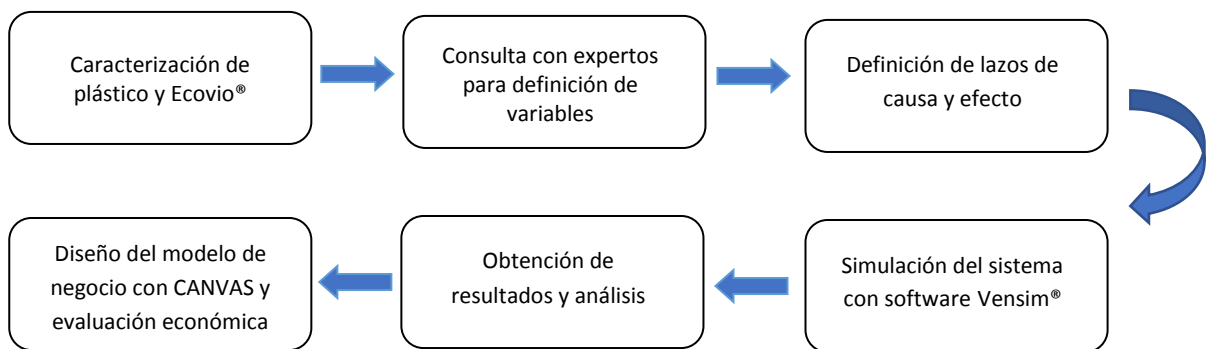 Caracterización de
plástico y Ecovio®
Consulta con expertos
para definición de
variables
Definición de lazos de
causa y efecto
Simulación del sistema
con software Vensim®
Obtención de
resultados y análisis
Diseño del modelo de
negocio con CANVAS y
evaluación económica